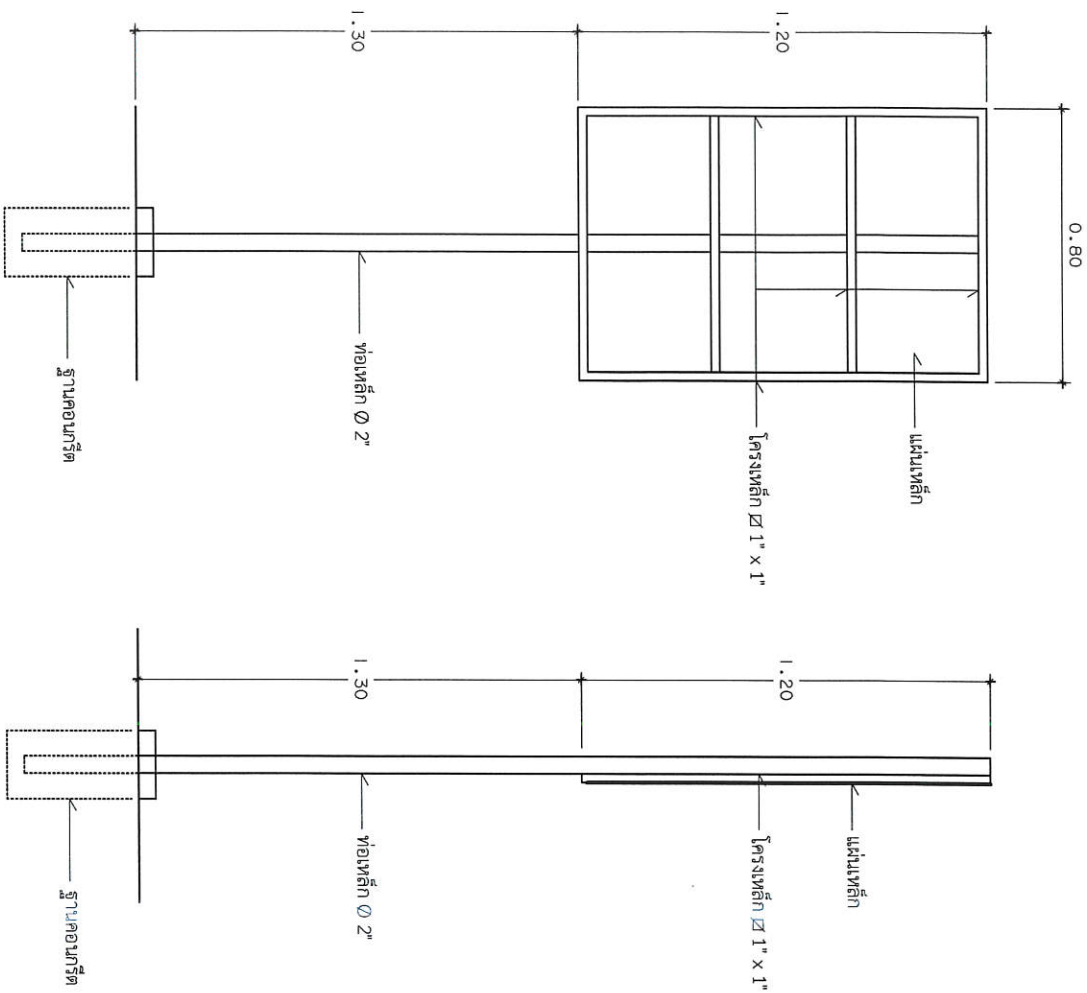 0.80
1.20
1.30
แผ่นเหล็ก
โครงเหล็ก ⌀ 1" x 1"
ท่อเหล็ก Ø 2"
ฐานคอนกรีต
1.20
1.30
แผ่นเหล็ก
โครงเหล็ก ⌀ 1" x 1"
ท่อเหล็ก Ø 2"
ฐานคอนกรีต